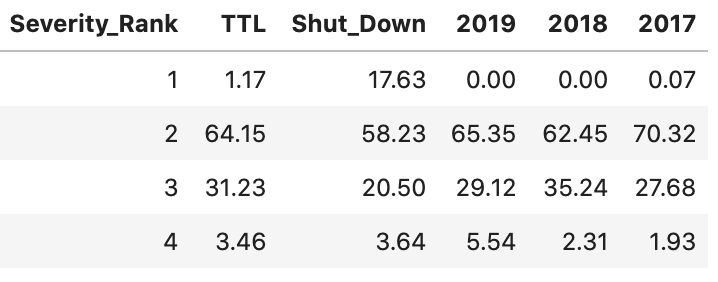 Severity_Rank TTL Shut_Down 2019 2018 2017
1 1.17 17.63 0.00 0.00 0.07
2 64.15 58.23 65.35 62.45 70.32
3 31.23 20.50 29.12 35.24 27.68
4 3.46 3.64 5.54 2.31 1.93